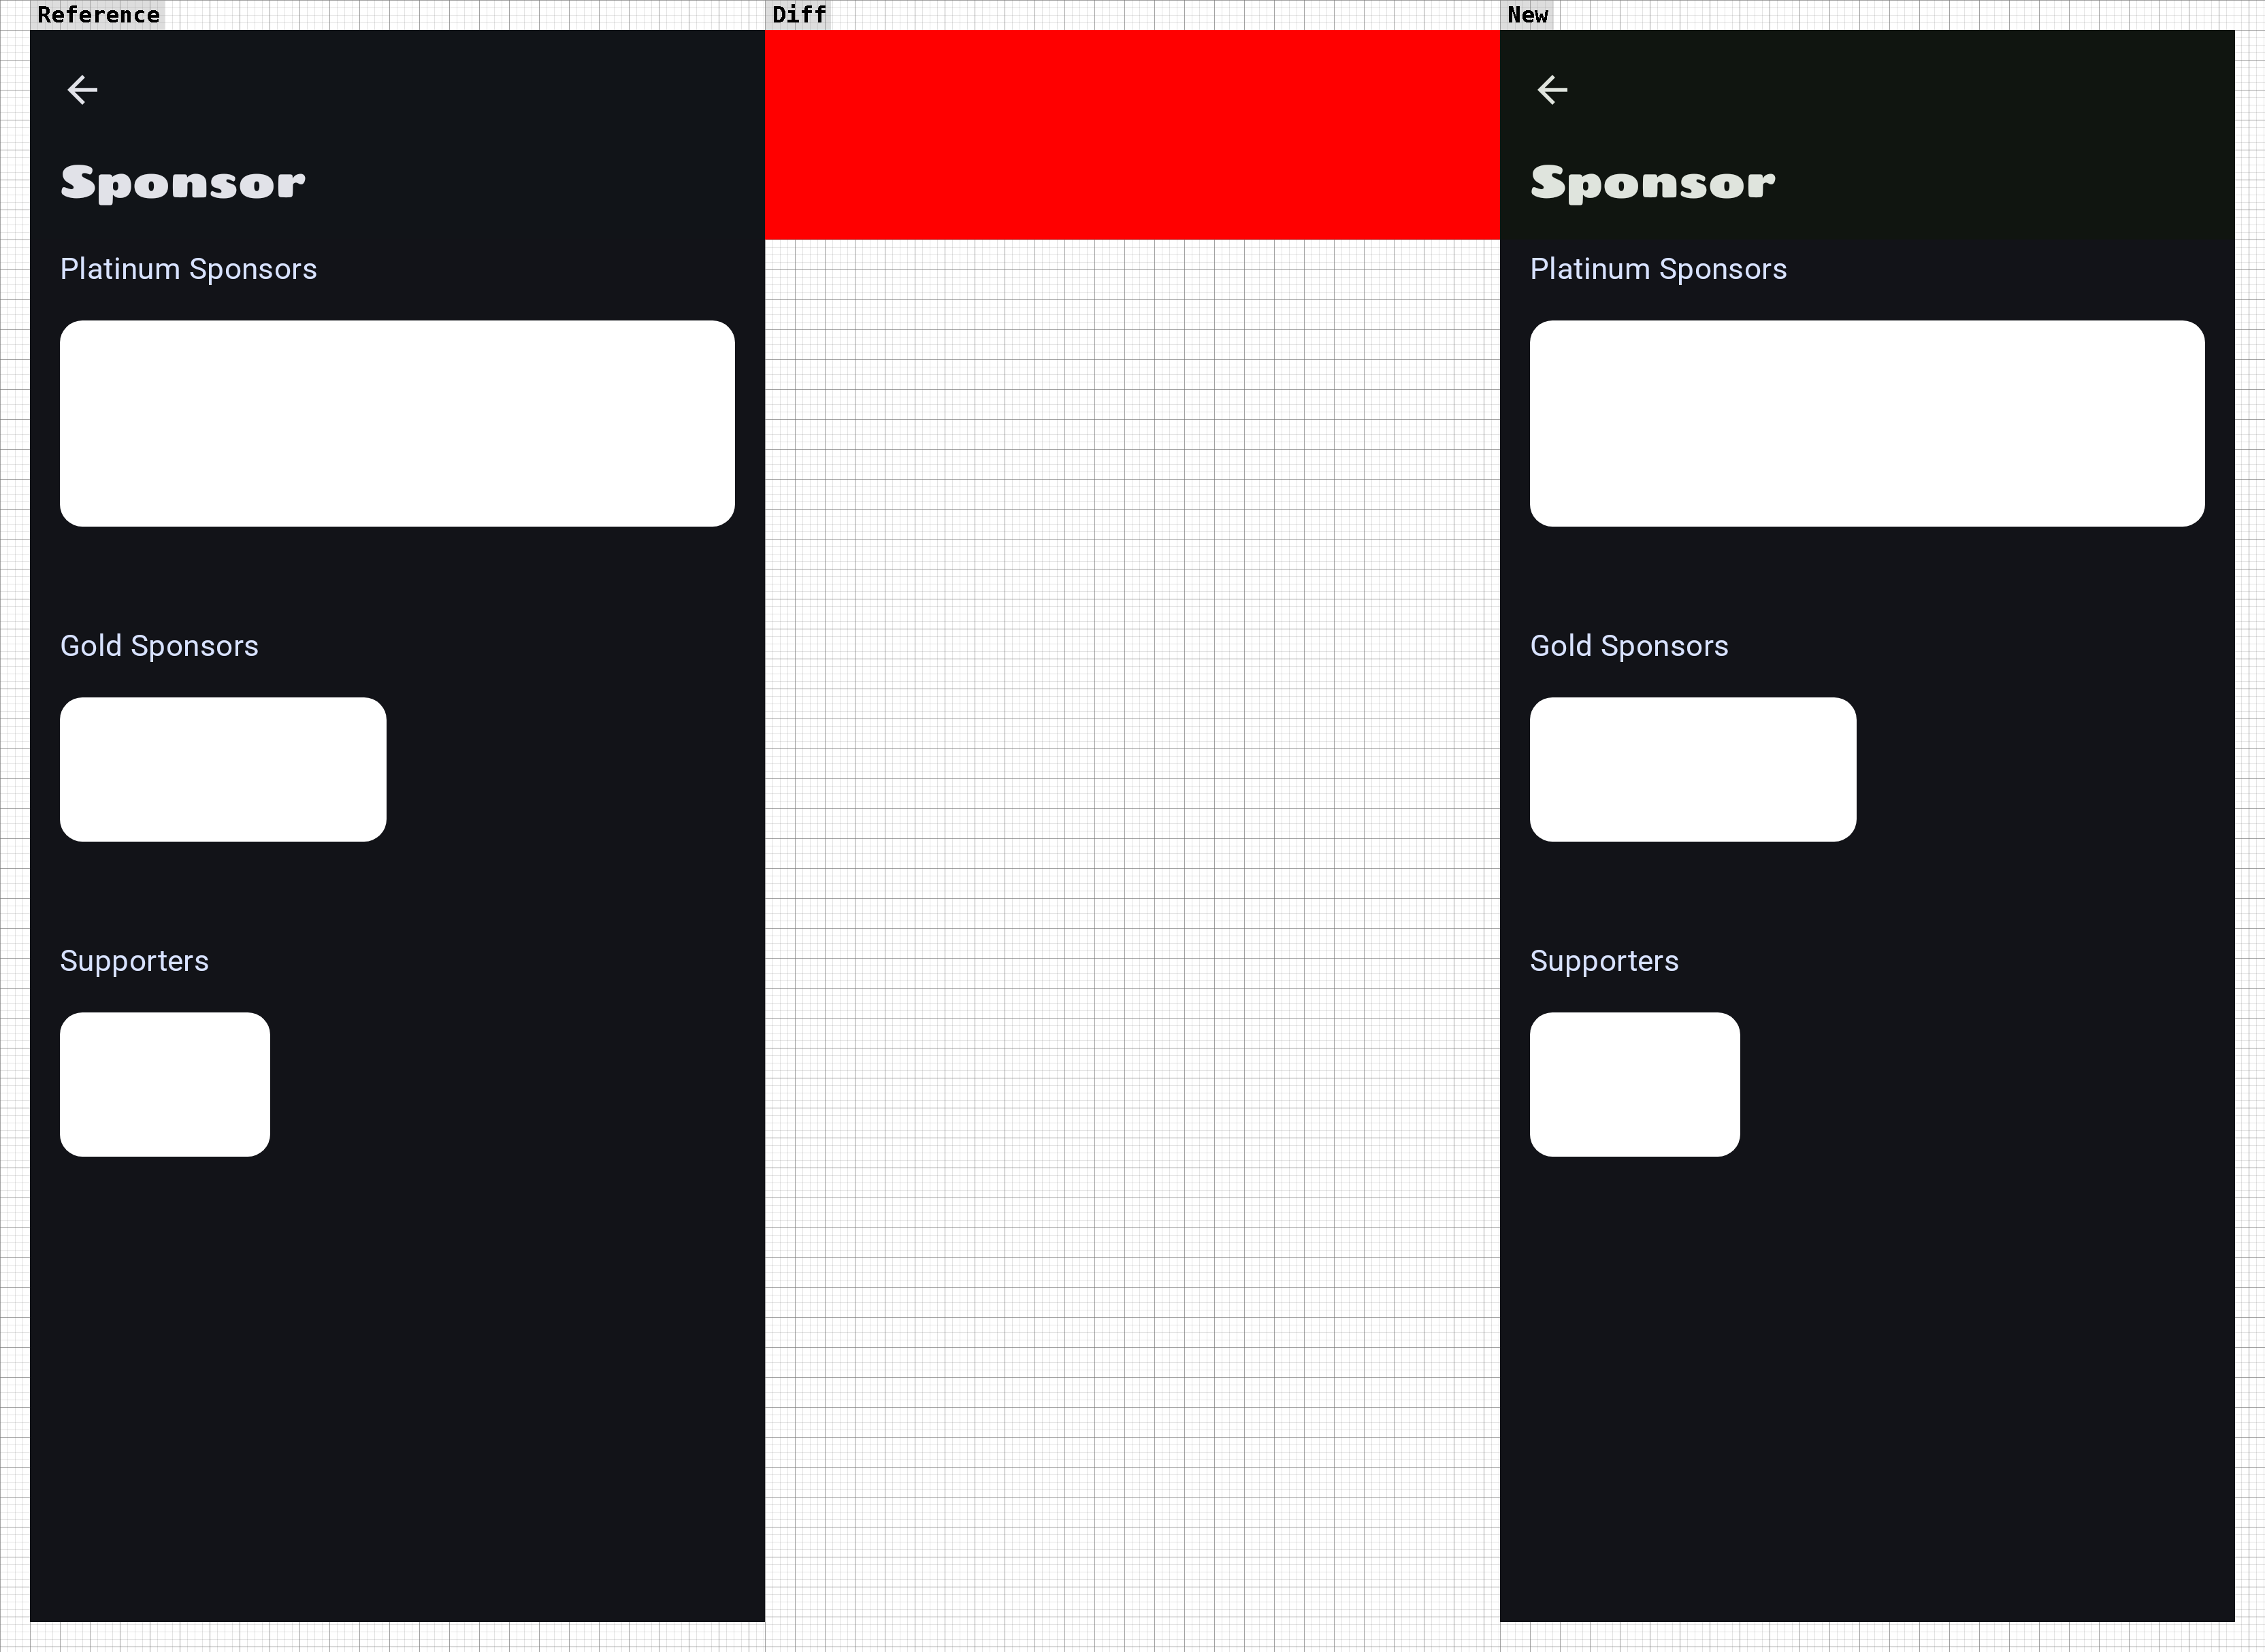 Reference
Diff
New
Sponsor
Platinum Sponsors
Gold Sponsors
Supporters
Sponsor
Platinum Sponsors
Gold Sponsors
Supporters